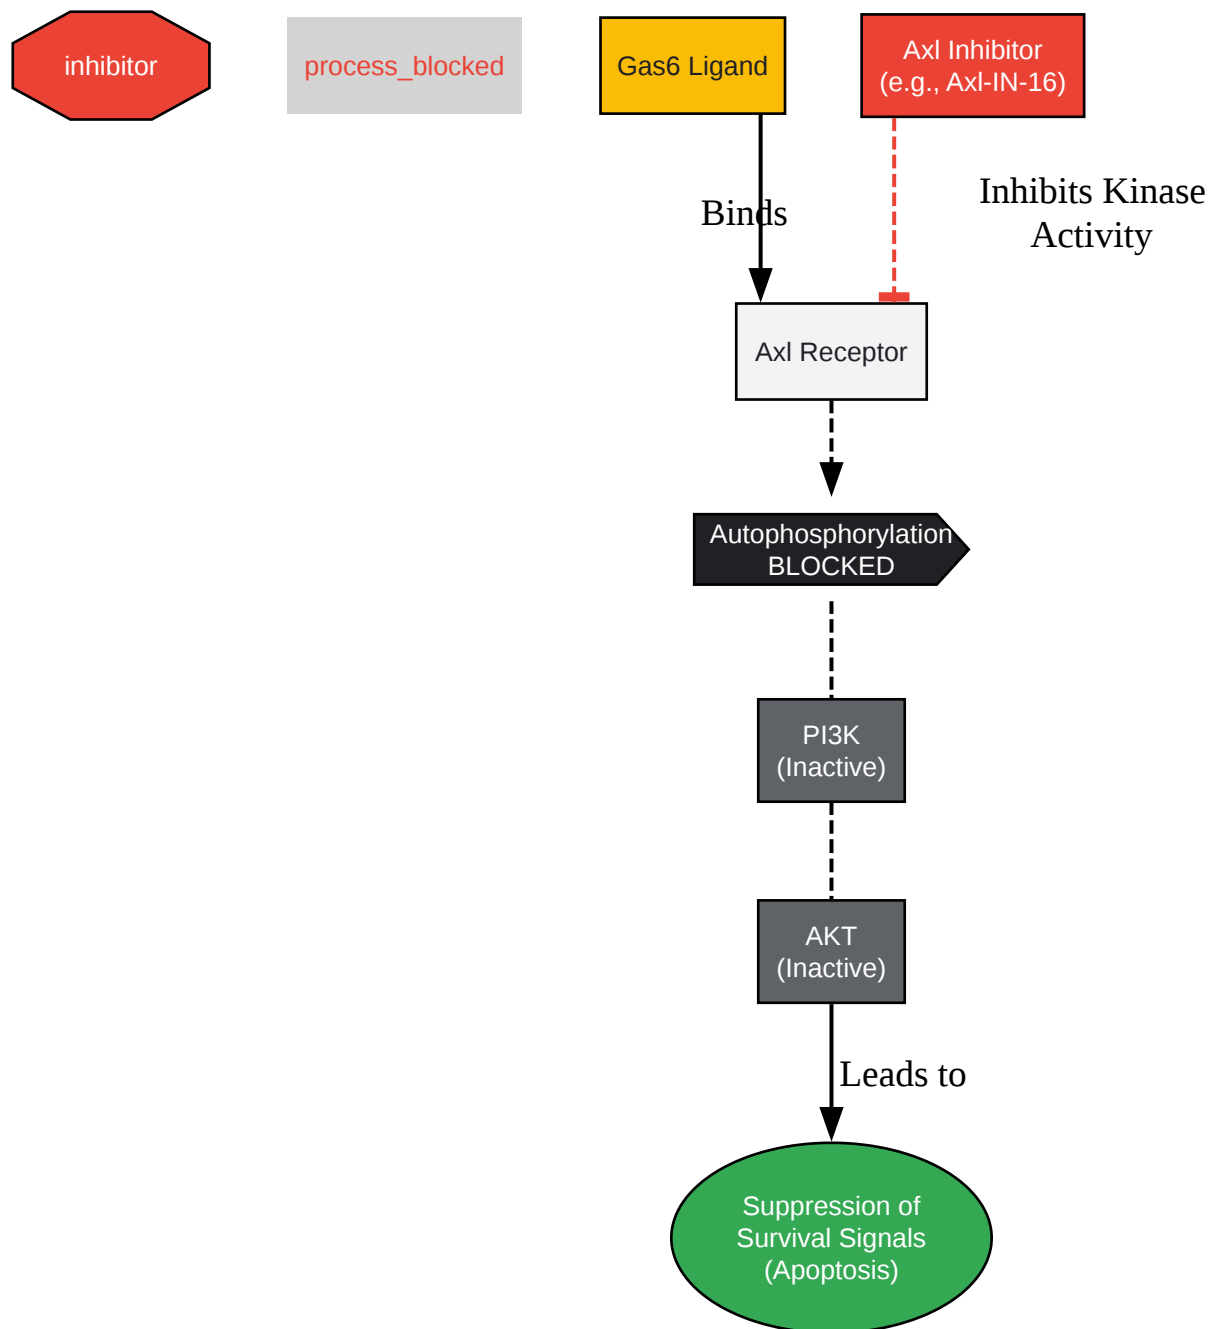 inhibitor
process_blocked
Gas6 Ligand
Axl Inhibitor
(e.g., Axl-IN-16)
Binds
Inhibits Kinase
Activity
Axl Receptor
Autophosphorylation
BLOCKED
PI3K
(Inactive)
AKT
(Inactive)
Leads to
Suppression of
Survival Signals
(Apoptosis)